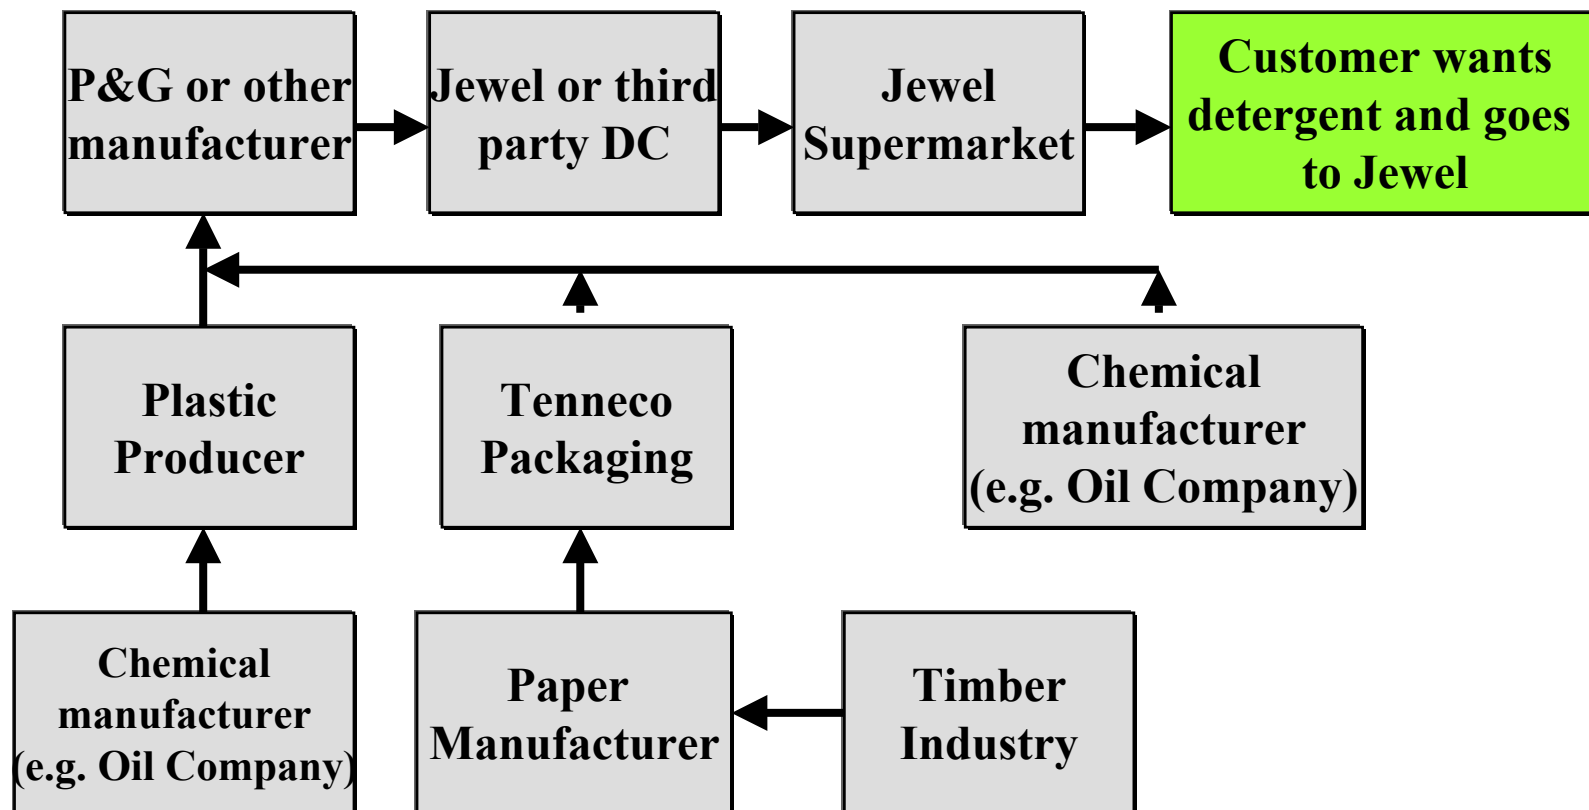 P&G or other
manufacturer
Jewel or third
party DC
Jewel
Supermarket
Customer wants
detergent and goes
to Jewel
Plastic
Producer
Tenneco
Packaging
Chemical
manufacturer
(e.g. Oil Company)
Chemical
manufacturer
(e.g. Oil Company)
Paper
Manufacturer
Timber
Industry